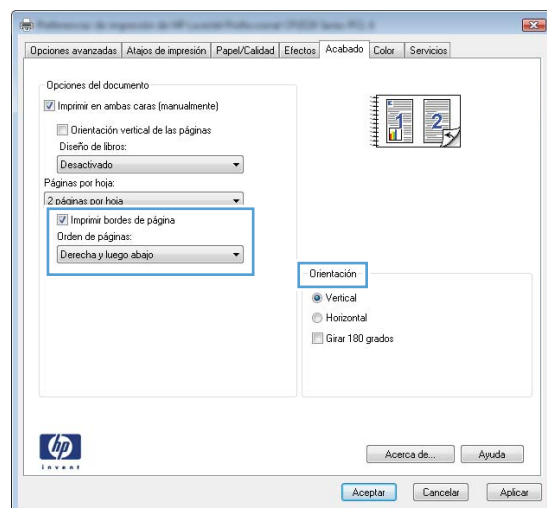 Opciones avanzadas Atajos de impresión Papel/Calidad Efectos Acabado Color Servicios
Opciones del documento
Imprimir en ambas caras (manualmente)
Orientación vertical de las páginas
Diseño de libros:
Desactivado
Páginas por hoja:
2 páginas por hoja
Imprimir bordes de página
Orden de páginas:
Derecha y luego abajo
1 2
Orientación
Vertical
Horizontal
Girar 180 grados
hp
invent
Acerca de... Ayuda
Aceptar Cancelar Aplicar